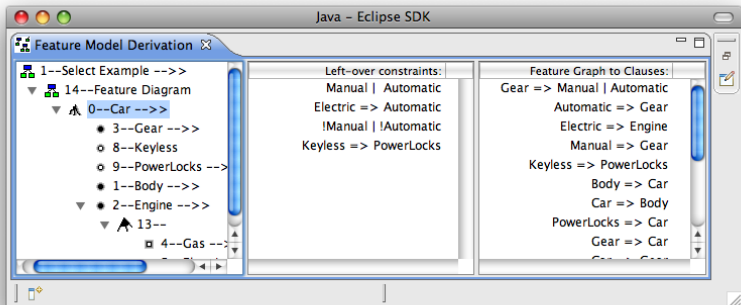 Java – Eclipse SDK
Feature Model Derivation
1--Select Example -->>
14--Feature Diagram
0--Car -->>
3--Gear -->>
8--Keyless
9--PowerLocks -->
1--Body -->>
2--Engine -->>
13--
4--Gas -->
Left-over constraints:
Manual | Automatic
Electric => Automatic
!Manual | !Automatic
Keyless => PowerLocks
Feature Graph to Clauses:
Gear => Manual | Automatic
Automatic => Gear
Electric => Engine
Manual => Gear
Keyless => PowerLocks
Body => Car
Car => Body
PowerLocks => Car
Gear => Car